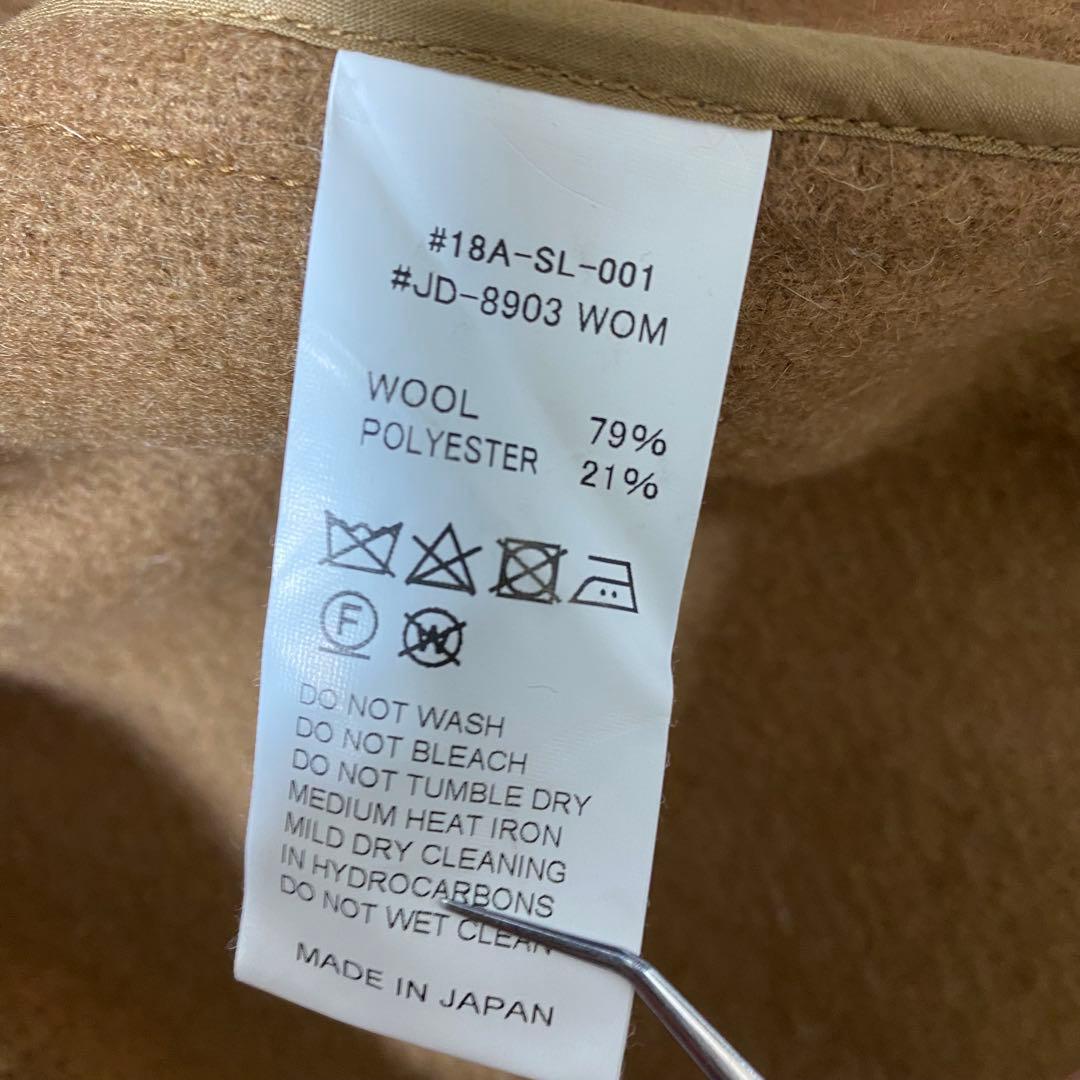 #18A-SL-001
#JD-8903 WOM
WOOL 79%
POLYESTER 21%
F W
DO NOT WASH
DO NOT BLEACH
DO NOT TUMBLE DRY
MEDIUM HEAT IRON
MILD DRY CLEANING
IN HYDROCARBONS
DO NOT WET CLEAN
MADE IN JAPAN